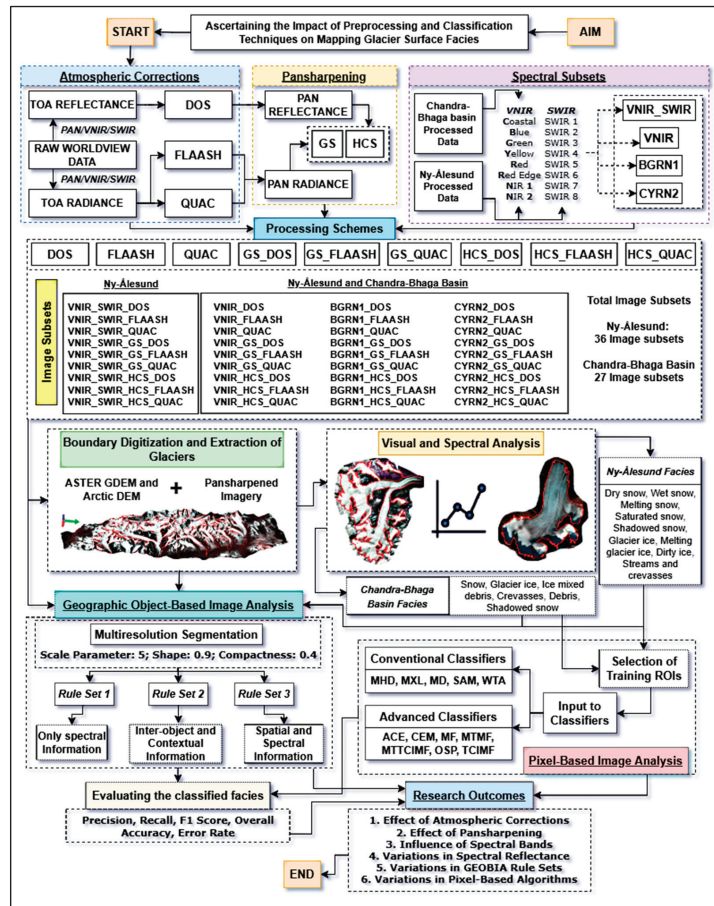 START
Ascertaining the Impact of Preprocessing and Classification
Techniques on Mapping Glacier Surface Facies
AIM
Atmospheric Corrections
TOA REFLECTANCE
DOS
PAN/VNIR/SWIR
RAW WORLDVIEW
DATA
FLAASH
PAN/VNIR/SWIR
TOA RADIANCE
QUAC
Pansharpening
PAN
REFLECTANCE
GS
HCS
PAN RADIANCE
Spectral Subsets
Chandra-
Bhaga basin
Processed
Data
Ny-Ålesund
Processed
Data
VNIR SWIR
Coastal SWIR 1
Blue SWIR 2
Green SWIR 3
Yellow SWIR 4
Red SWIR 5
Red Edge SWIR 6
NIR 1 SWIR 7
NIR 2 SWIR 8
VNIR_SWIR
VNIR
BGRN1
CYRN2
Processing Schemes
DOS
FLAASH
QUAC
GS_DOS
GS_FLAASH
GS_QUAC
HCS_DOS
HCS_FLAASH
HCS_QUAC
Image Subsets
Ny-Ålesund
VNIR_SWIR_DOS
VNIR_SWIR_FLAASH
VNIR_SWIR_QUAC
VNIR_SWIR_GS_DOS
VNIR_SWIR_GS_FLAASH
VNIR_SWIR_GS_QUAC
VNIR_SWIR_HCS_DOS
VNIR_SWIR_HCS_FLAASH
VNIR_SWIR_HCS_QUAC
Ny-Ålesund and Chandra-Bhaga Basin
VNIR_DOS BGRN1_DOS CYRN2_DOS
VNIR_FLAASH BGRN1_FLAASH CYRN2_FLAASH
VNIR_QUAC BGRN1_QUAC CYRN2_QUAC
VNIR_GS_DOS BGRN1_GS_DOS CYRN2_GS_DOS
VNIR_GS_FLAASH BGRN1_GS_FLAASH CYRN2_GS_FLAASH
VNIR_GS_QUAC BGRN1_GS_QUAC CYRN2_GS_QUAC
VNIR_HCS_DOS BGRN1_HCS_DOS CYRN2_HCS_DOS
VNIR_HCS_FLAASH BGRN1_HCS_FLAASH CYRN2_HCS_FLAASH
VNIR_HCS_QUAC BGRN1_HCS_QUAC CYRN2_HCS_QUAC
Total Image Subsets
Ny-Ålesund:
36 Image subsets
Chandra-Bhaga Basin
27 Image subsets
Boundary Digitization and Extraction of
Glaciers
ASTER GDEM and
Arctic DEM
+
Pansharpened
Imagery
Visual and Spectral Analysis
Ny-Ålesund Facies
Dry snow, Wet snow,
Melting snow,
Saturated snow,
Shadowed snow,
Glacier ice, Melting
glacier ice, Dirty ice,
Streams and
crevasses
Chandra-Bhaga
Basin Facies
Snow, Glacier ice, Ice mixed
debris, Crevasses, Debris,
Shadowed snow
Geographic Object-Based Image Analysis
Multiresolution Segmentation
Scale Parameter: 5; Shape: 0.9; Compactness: 0.4
Rule Set 1
Rule Set 2
Rule Set 3
Only spectral
Information
Inter-object and
Contextual
Information
Spatial and
Spectral
Information
Conventional Classifiers
MHD, MXL, MD, SAM, WTA
Advanced Classifiers
ACE, CEM, MF, MTMF,
MTTCIMF, OSP, TCIMF
Selection of
Training ROIs
Input to
Classifiers
Pixel-Based Image Analysis
Evaluating the classified facies
Precision, Recall, F1 Score, Overall
Accuracy, Error Rate
Research Outcomes
1. Effect of Atmospheric Corrections
2. Effect of Pansharpening
3. Influence of Spectral Bands
4. Variations in Spectral Reflectance
5. Variations in GEOBIA Rule Sets
6. Variations in Pixel-Based Algorithms
END